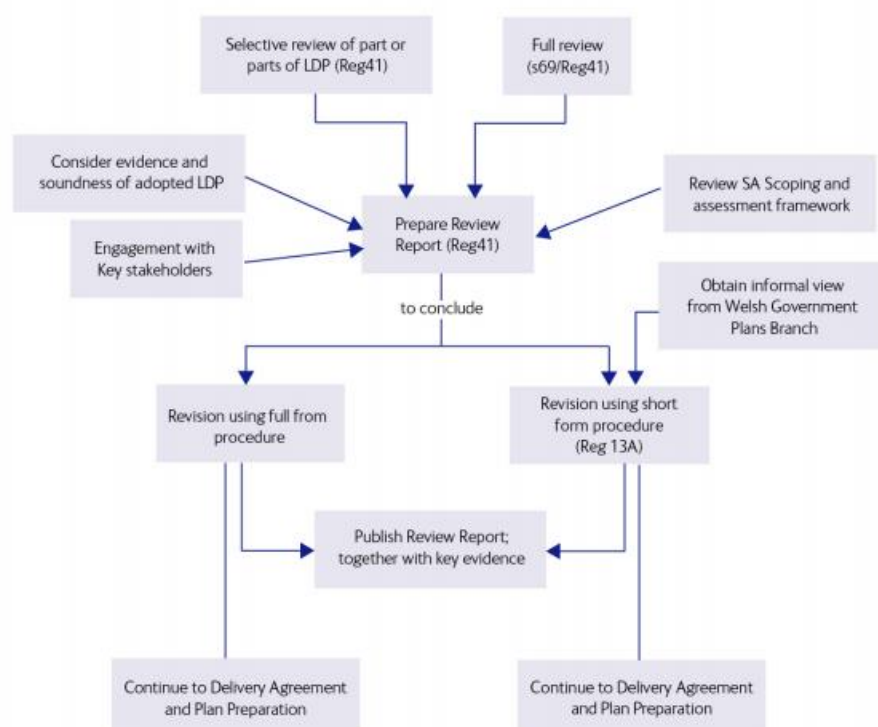 Selective review of part or
parts of LDP (Reg41)
Full review
(s69/Reg41)
Consider evidence and
soundness of adopted LDP
Review SA Scoping and
assessment framework
Prepare Review
Report (Reg41)
Engagement with
Key stakeholders
Obtain informal view
from Welsh Government
Plans Branch
to conclude
Revision using full from
procedure
Revision using short
form procedure
(Reg 13A)
Publish Review Report;
together with key evidence
Continue to Delivery Agreement
and Plan Preparation
Continue to Delivery Agreement
and Plan Preparation